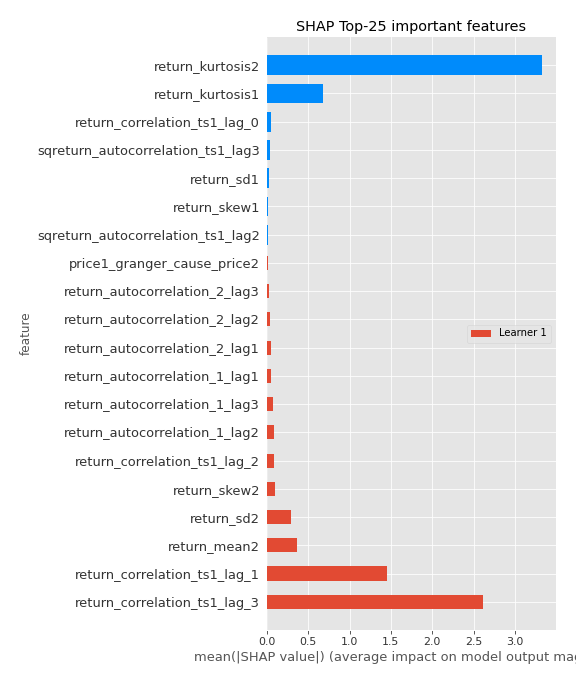 SHAP Top-25 important features
return_kurtosis2
return_kurtosis1
return_correlation_ts1_lag_0
sqreturn_autocorrelation_ts1_lag3
return_sd1
return_skew1
sqreturn_autocorrelation_ts1_lag2
price1_granger_cause_price2
return_autocorrelation_2_lag3
return_autocorrelation_2_lag2
return_autocorrelation_2_lag1
return_autocorrelation_1_lag1
return_autocorrelation_1_lag3
return_autocorrelation_1_lag2
return_correlation_ts1_lag_2
return_skew2
return_sd2
return_mean2
return_correlation_ts1_lag_1
return_correlation_ts1_lag_3
feature
Learner 1
0.0 0.5 1.0 1.5 2.0 2.5 3.0
mean(|SHAP value|) (average impact on model output mag